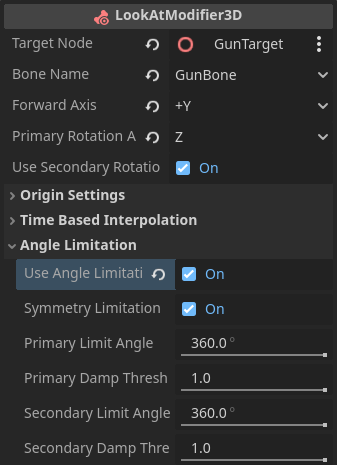 LookAtModifier3D
Target Node GunTarget
Bone Name GunBone
Forward Axis +Y
Primary Rotation A Z
Use Secondary Rotatio On
Origin Settings
Time Based Interpolation
Angle Limitation
Use Angle Limitati On
Symmetry Limitation On
Primary Limit Angle 360.0 °
Primary Damp Thresh 1.0
Secondary Limit Angle 360.0 °
Secondary Damp Thre 1.0